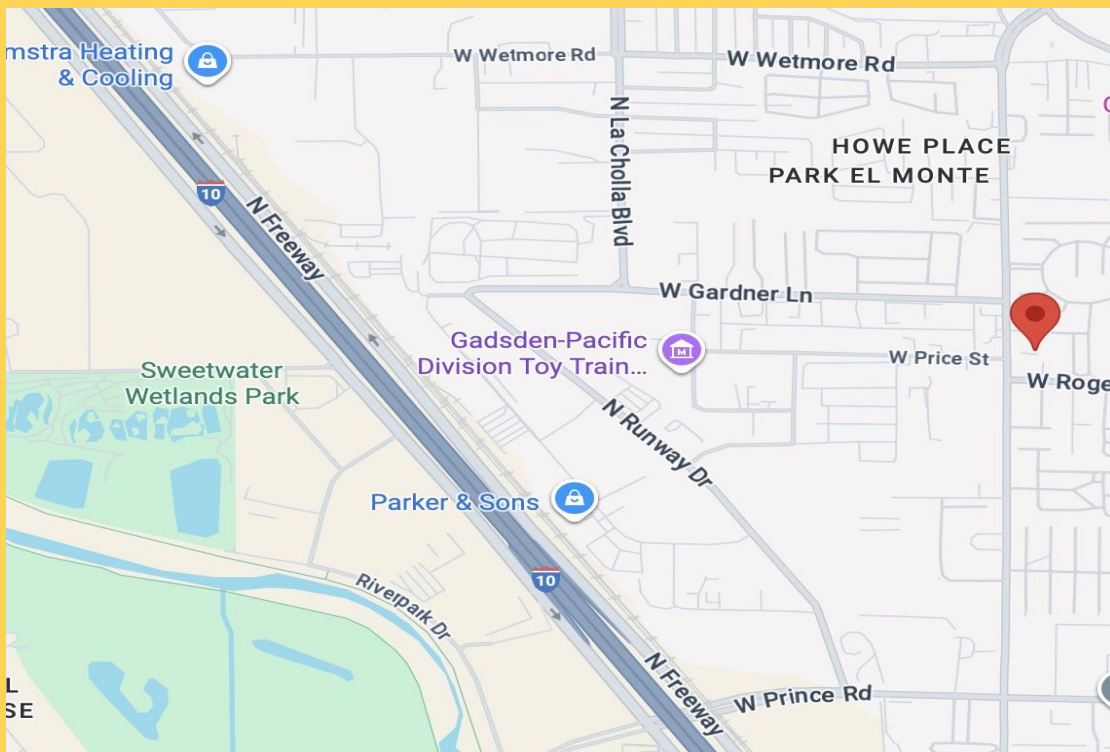 mstra Heating
& Cooling
W Wetmore Rd
W Wetmore Rd
N La Cholla Blvd
HOWE PLACE
PARK EL MONTE
10
N Freeway
W Gardner Ln
Gadsden-Pacific
Division Toy Train...
W Price St
Sweetwater
Wetlands Park
W Roge
N Runway Dr
Parker & Sons
10
Riverpark Dr
N Freeway
W Prince Rd
L
SE